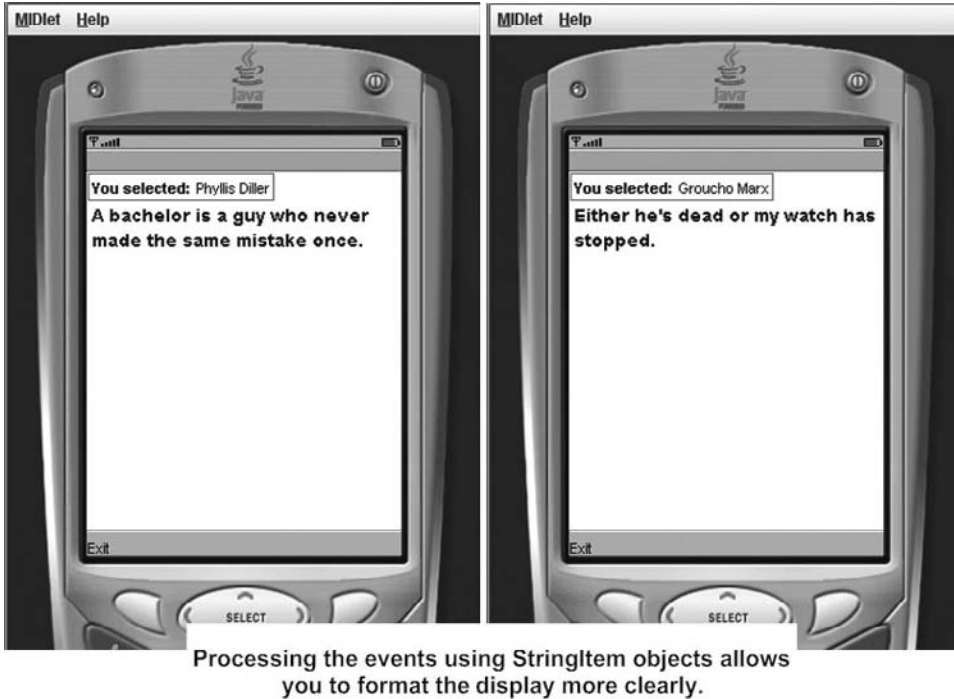 MIDlet Help
Java
POWERED
You selected: Phyllis Diller
A bachelor is a guy who never
made the same mistake once.
Exit
SELECT
MIDlet Help
Java
POWERED
You selected: Groucho Marx
Either he's dead or my watch has
stopped.
Exit
SELECT
Processing the events using StringItem objects allows
you to format the display more clearly.